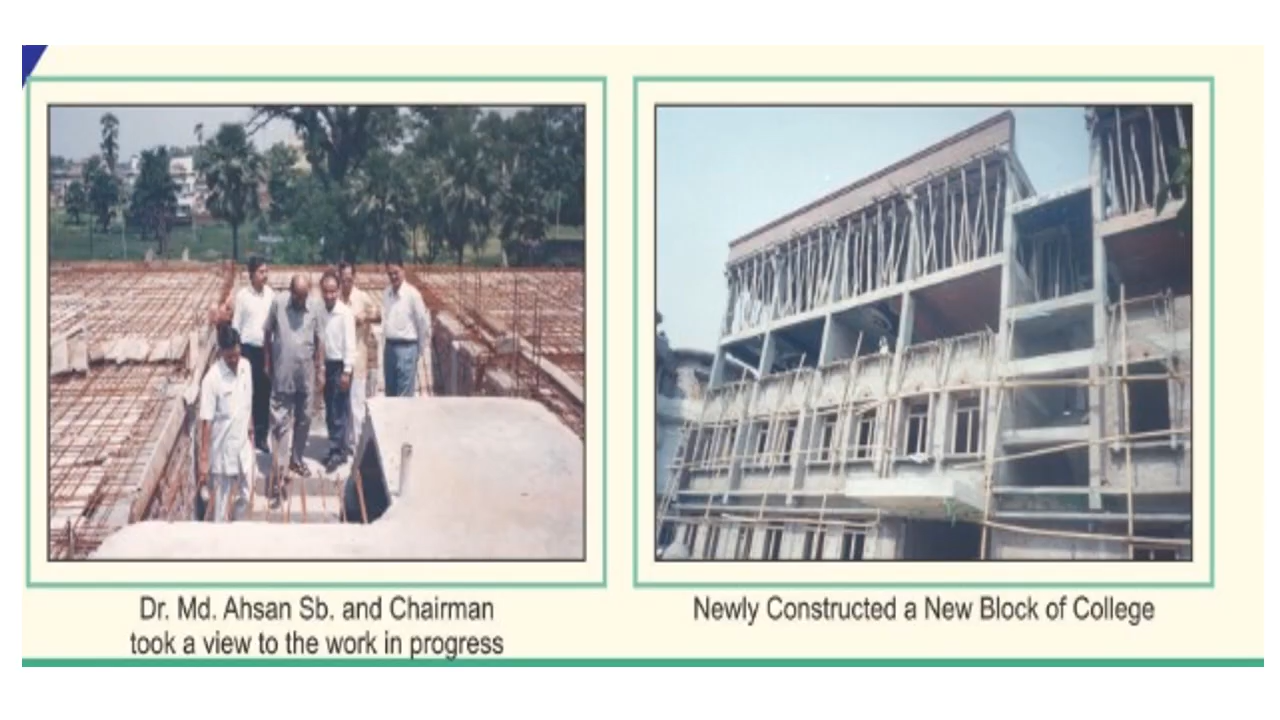 Dr. Md. Ahsan Sb. and Chairman
took a view to the work in progress
Newly Constructed a New Block of College